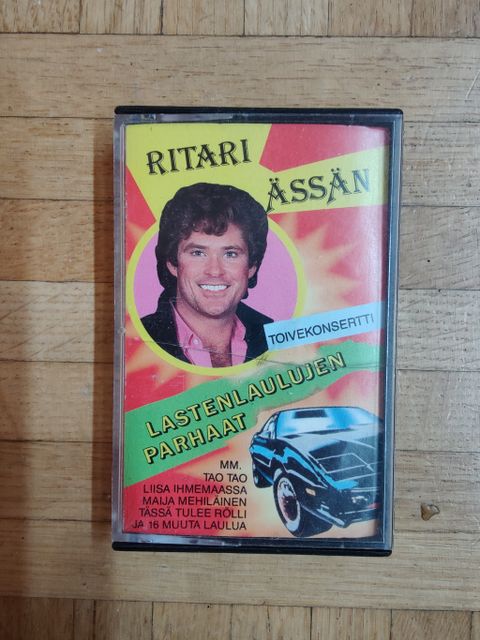 RITARI
ÄSSÄN
TOIVEKONSERTTI
LASTENLAULUJEN
PARHAAT
MM.
TAO TAO
LIISA IHMEMAASSA
MAIJA MEHILÄINEN
TÄSSÄ TULEE RÖLLI
JA 16 MUUTA LAULUA